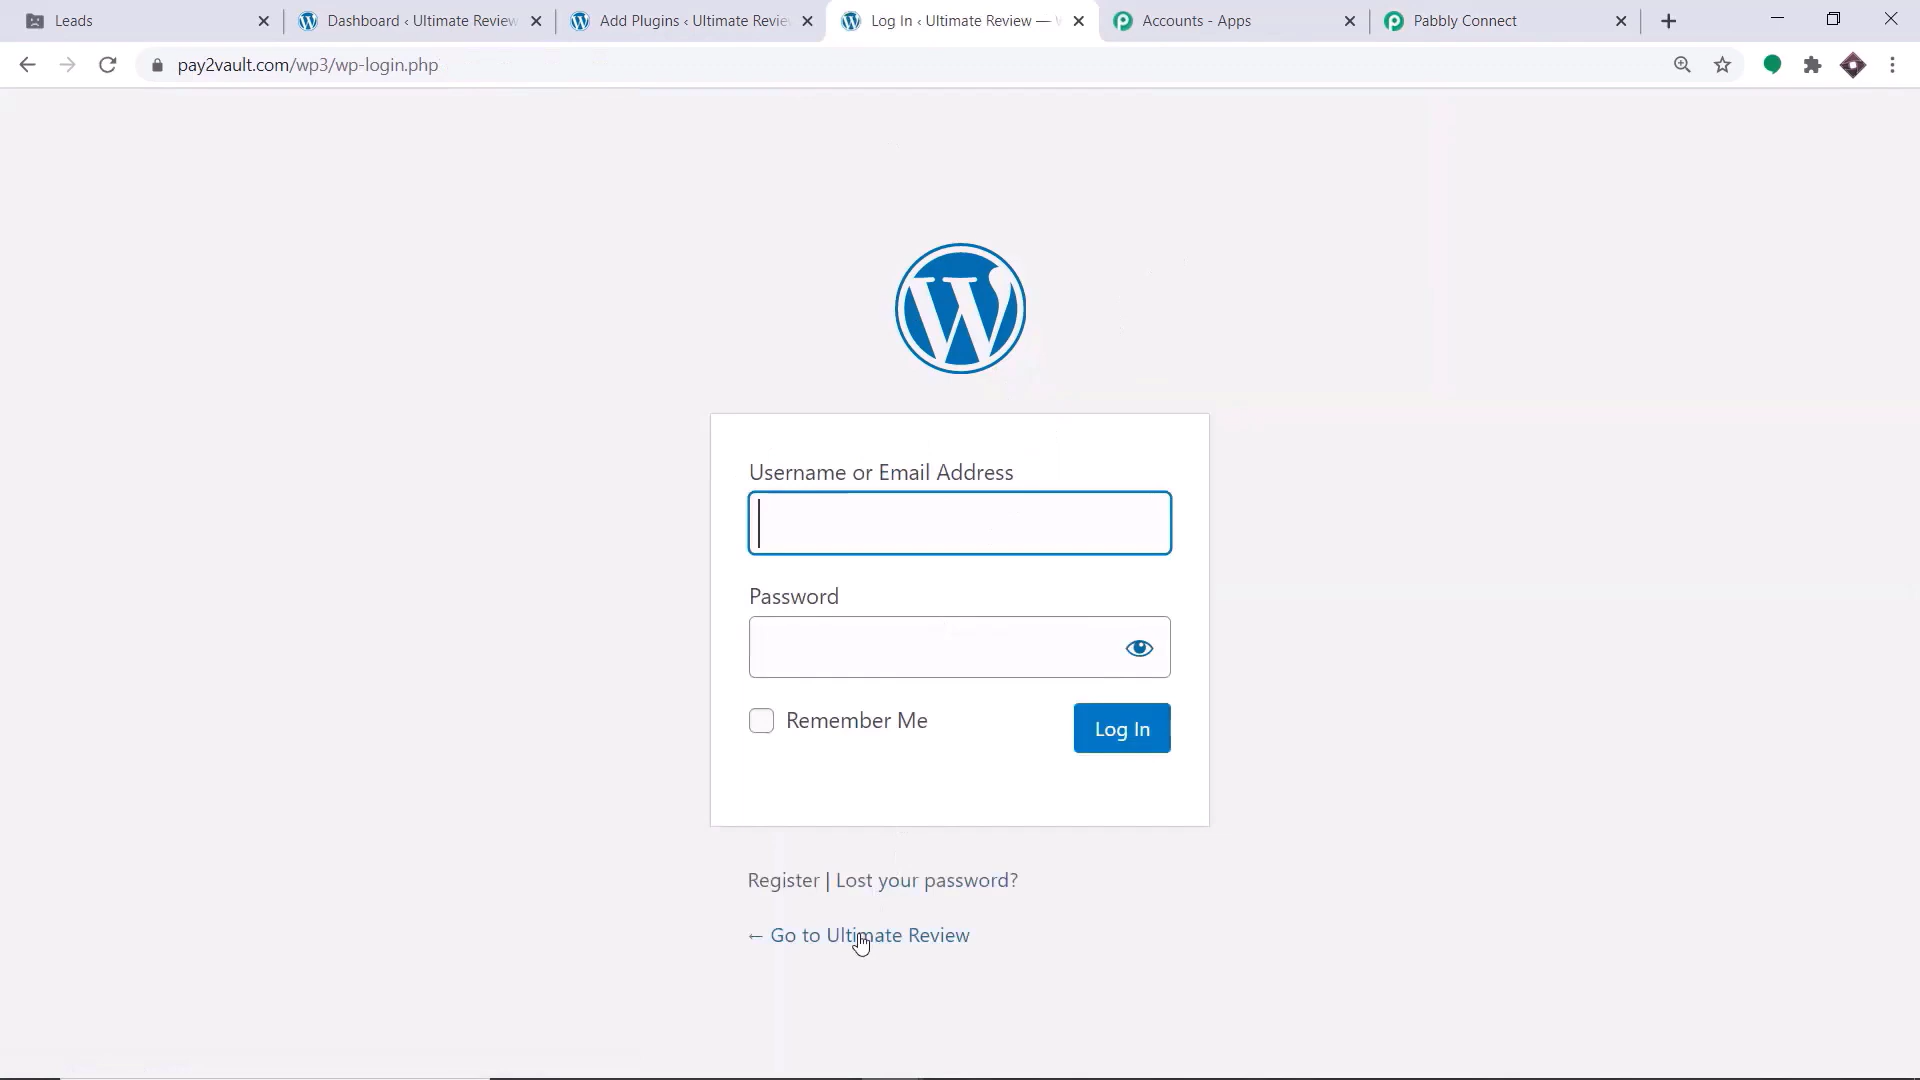 Leads
Dashboard ‹ Ultimate Review
Add Plugins ‹ Ultimate Revie
Log In ‹ Ultimate Review —
Accounts - Apps
Pabbly Connect
pay2vault.com/wp3/wp-login.php
Username or Email Address
Password
Remember Me
Log In
Register | Lost your password?
← Go to Ultimate Review